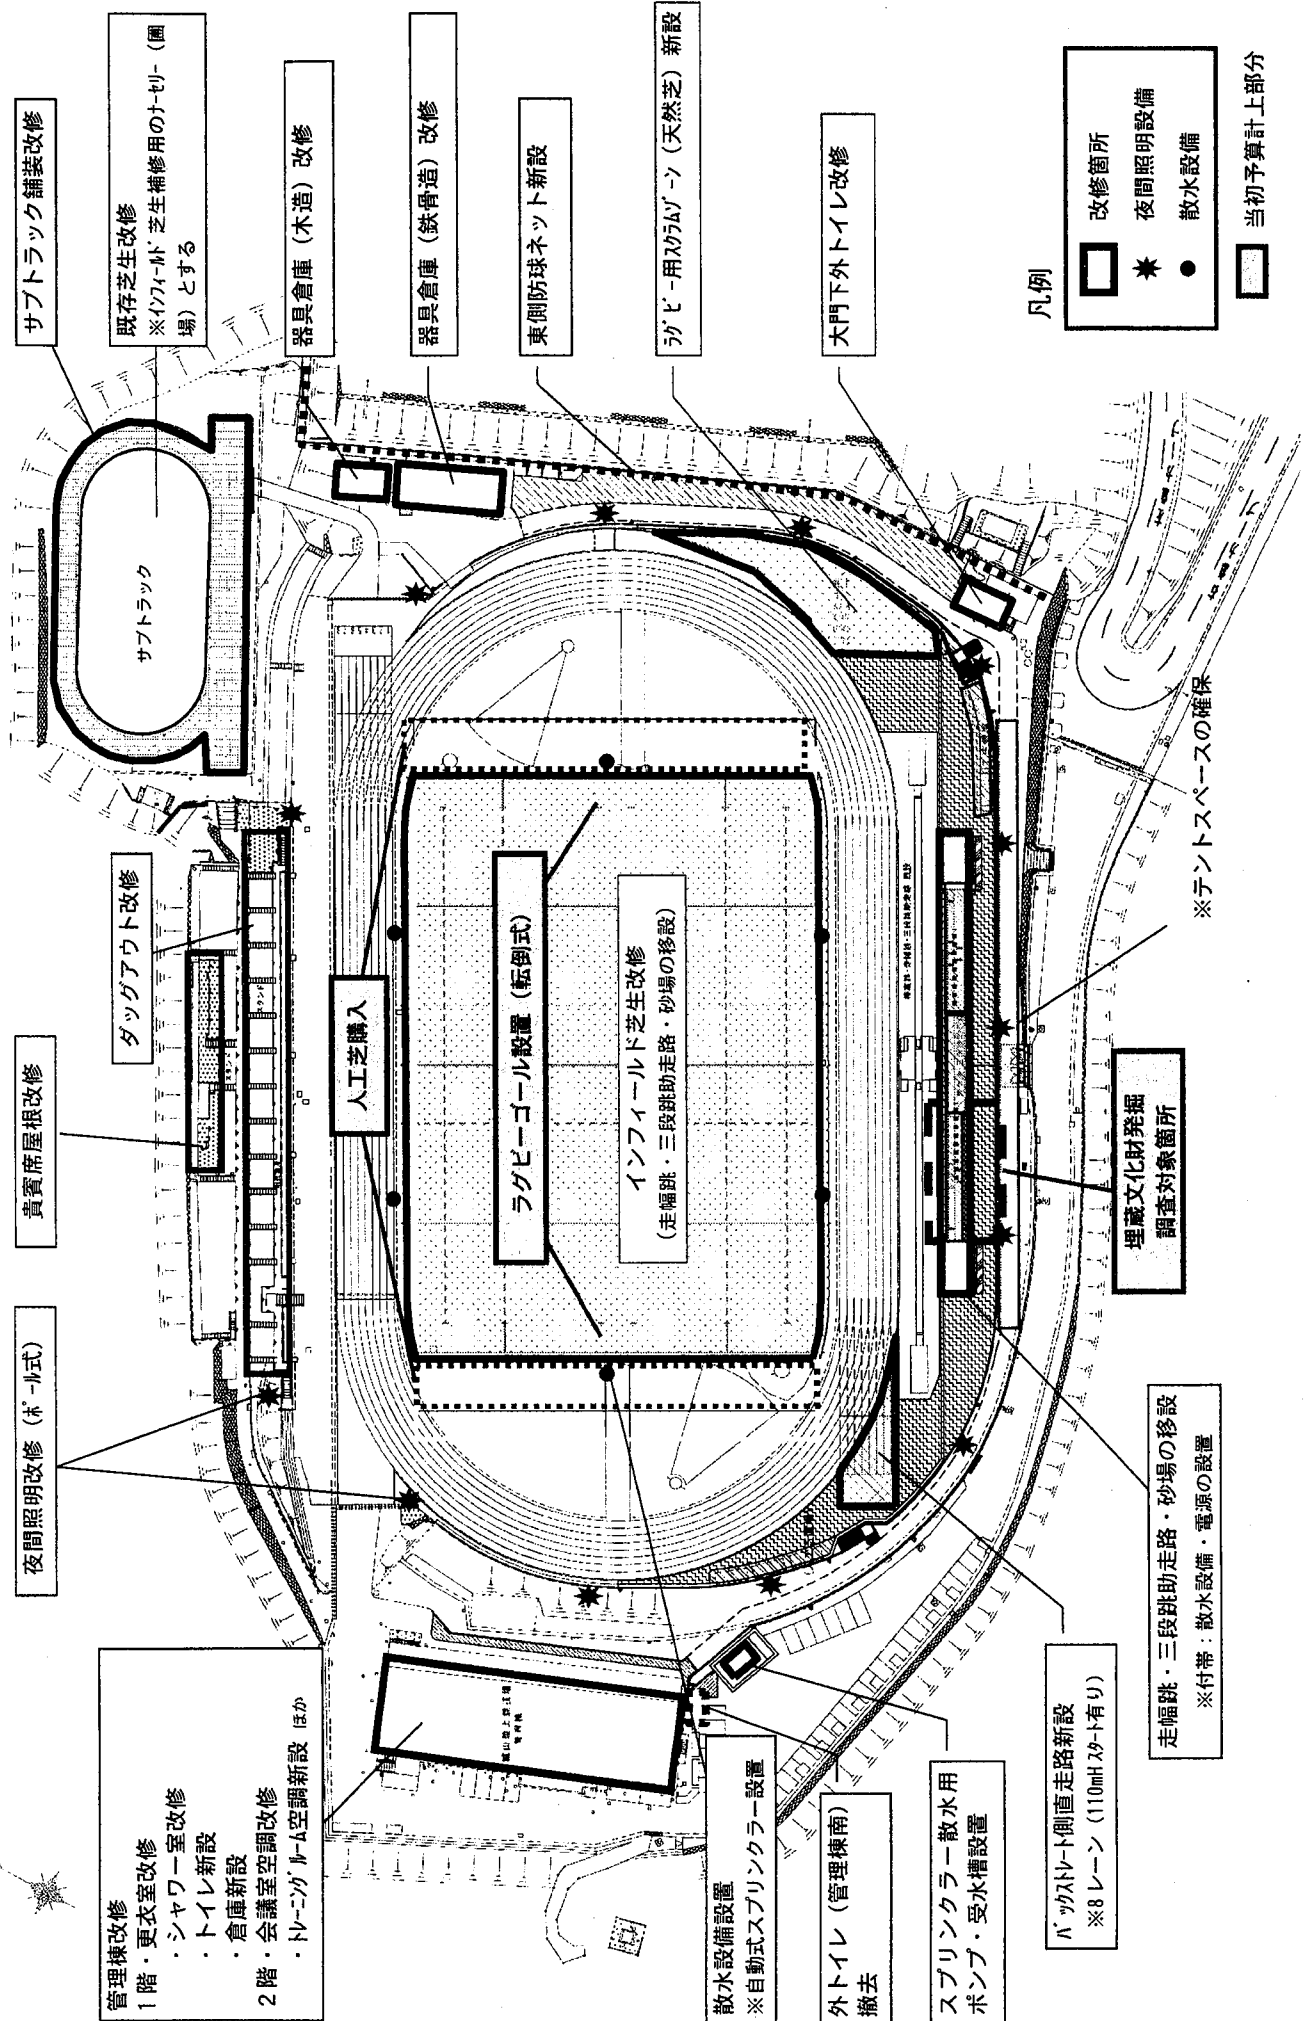 サブトラック舗装改修
既存芝生改修
※インフィールド芝生補修用のナーセリー（圃
場）とする
器具倉庫（木造）改修
器具倉庫（鉄骨造）改修
東側防球ネット新設
ラグビー用スクラムゾーン（天然芝）新設
大門下外トイレ改修
凡例
改修箇所
夜間照明設備
散水設備
当初予算計上部分
サブトラック
ダッグアウト改修
貴賓席屋根改修
夜間照明改修（ポール式）
スタンド
人工芝購入
ラグビーゴール設置（転倒式）
インフィールド芝生改修
（走幅跳・三段跳助走路・砂場の移設）
※テントスペースの確保
埋蔵文化財発掘
調査対象箇所
管理棟改修
1階・更衣室改修
・シャワー室改修
・トイレ新設
・倉庫新設
2階・会議室空調改修
・トレーニングルーム空調新設 ほか
散水設備設置
※自動式スプリンクラー設置
外トイレ（管理棟南）
撤去
スプリンクラー散水用
ポンプ・受水槽設置
バックストレート側直走路新設
※8レーン（110mHスタート有り）
走幅跳・三段跳助走路・砂場の移設
※付帯：散水設備・電源の設置